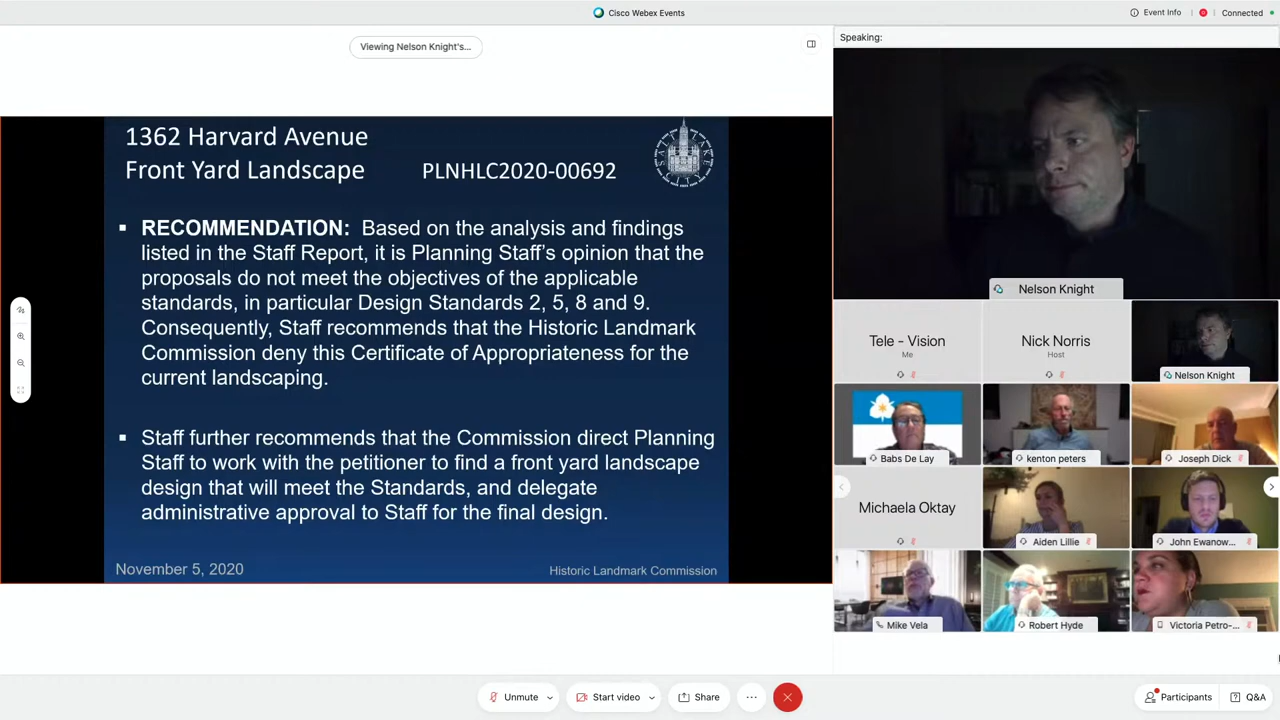 Cisco Webex Events
Event Info
Connected
Viewing Nelson Knight's...
Speaking:
1362 Harvard Avenue
Front Yard Landscape PLNHLC2020-00692
▪ RECOMMENDATION: Based on the analysis and findings
listed in the Staff Report, it is Planning Staff's opinion that the
proposals do not meet the objectives of the applicable
standards, in particular Design Standards 2, 5, 8 and 9.
Consequently, Staff recommends that the Historic Landmark
Commission deny this Certificate of Appropriateness for the
current landscaping.
▪ Staff further recommends that the Commission direct Planning
Staff to work with the petitioner to find a front yard landscape
design that will meet the Standards, and delegate
administrative approval to Staff for the final design.
November 5, 2020
Historic Landmark Commission
Nelson Knight
Tele - Vision
Me
Nick Norris
Host
Nelson Knight
Babs De Lay
kenton peters
Joseph Dick
Michaela Oktay
Aiden Lillie
John Ewanow...
Mike Vela
Robert Hyde
Victoria Petro-...
Unmute
Start video
Share
Participants
Q&A